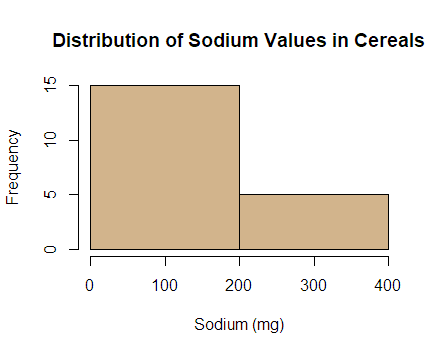 Distribution of Sodium Values in Cereals
Frequency
15
10
5
0
0 100 200 300 400
Sodium (mg)